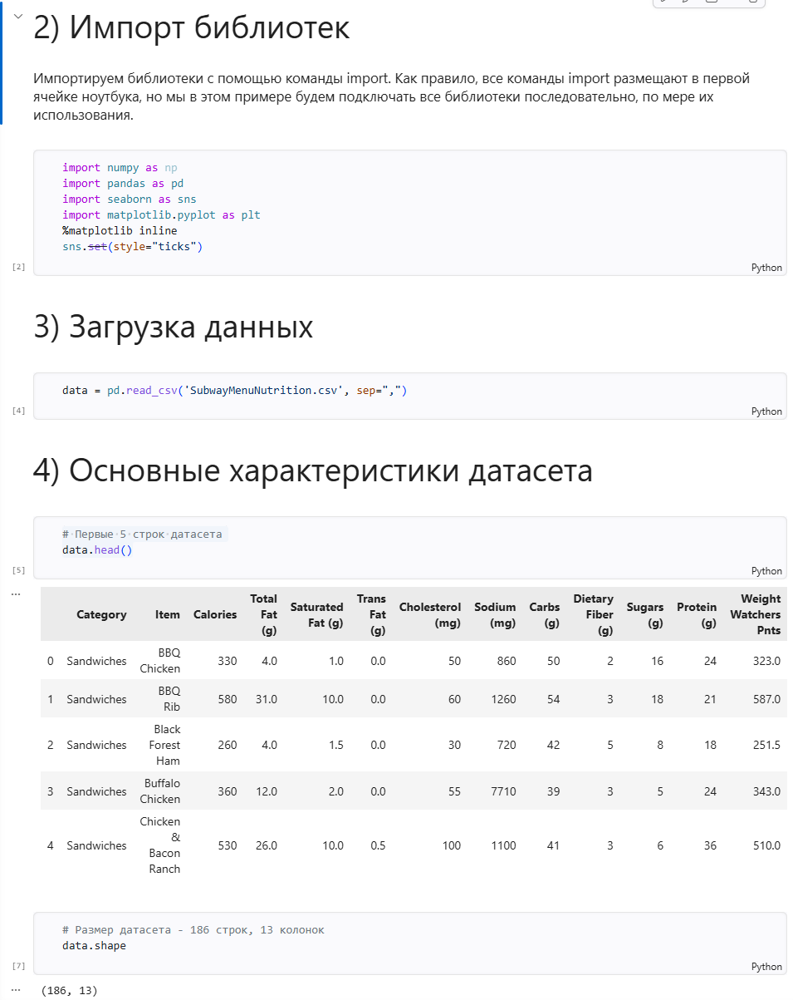 2) Импорт библиотек
Импортируем библиотеки с помощью команды import. Как правило, все команды import размещают в первой
ячейке ноутбука, но мы в этом примере будем подключать все библиотеки последовательно, по мере их
использования.
import numpy as np
import pandas as pd
import seaborn as sns
import matplotlib.pyplot as plt
%matplotlib inline
sns.set(style="ticks")
[2]
Python
3) Загрузка данных
data = pd.read_csv('SubwayMenuNutrition.csv', sep=",")
[4]
Python
4) Основные характеристики датасета
# Первые 5 строк датасета
data.head()
[5]
Python
...
Category Item Calories Total Fat (g) Saturated Fat (g) Trans Fat (g) Cholesterol (mg) Sodium (mg) Carbs (g) Dietary Fiber (g) Sugars (g) Protein (g) Weight Watchers Pnts
0 Sandwiches BBQ Chicken 330 4.0 1.0 0.0 50 860 50 2 16 24 323.0
1 Sandwiches BBQ Rib 580 31.0 10.0 0.0 60 1260 54 3 18 21 587.0
2 Sandwiches Black Forest Ham 260 4.0 1.5 0.0 30 720 42 5 8 18 251.5
3 Sandwiches Buffalo Chicken 360 12.0 2.0 0.0 55 7710 39 3 5 24 343.0
4 Sandwiches Chicken & Bacon Ranch 530 26.0 10.0 0.5 100 1100 41 3 6 36 510.0
# Размер датасета - 186 строк, 13 колонок
data.shape
[7]
Python
...
(186, 13)